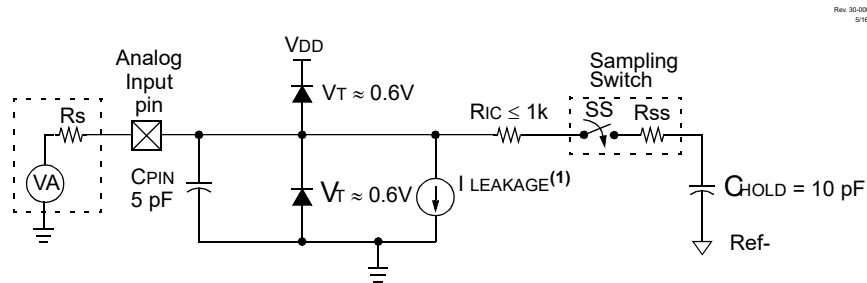 Rev. 30-00
5/16
VDD
Analog
Input
pin
Sampling
Switch
VT ≈ 0.6V
RIC ≤ 1k
SS
Rss
Rs
VA
CPIN
5 pF
VT ≈ 0.6V
I LEAKAGE(1)
CHOLD = 10 pF
Ref-